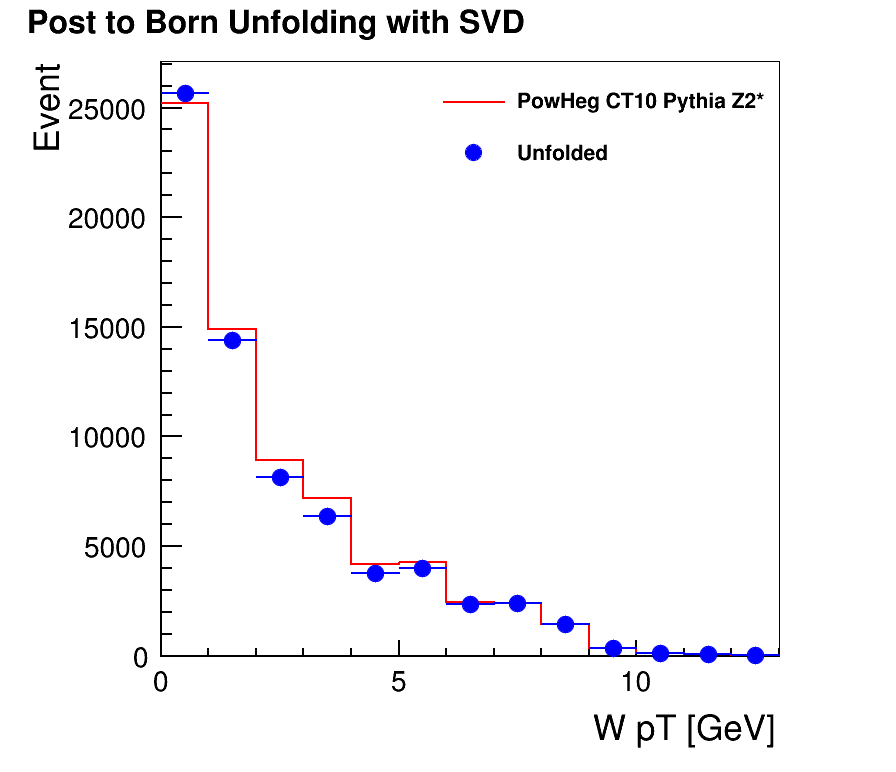 Post to Born Unfolding with SVD
Event
25000
20000
15000
10000
5000
0
PowHeg CT10 Pythia Z2*
Unfolded
0 5 10
W pT [GeV]